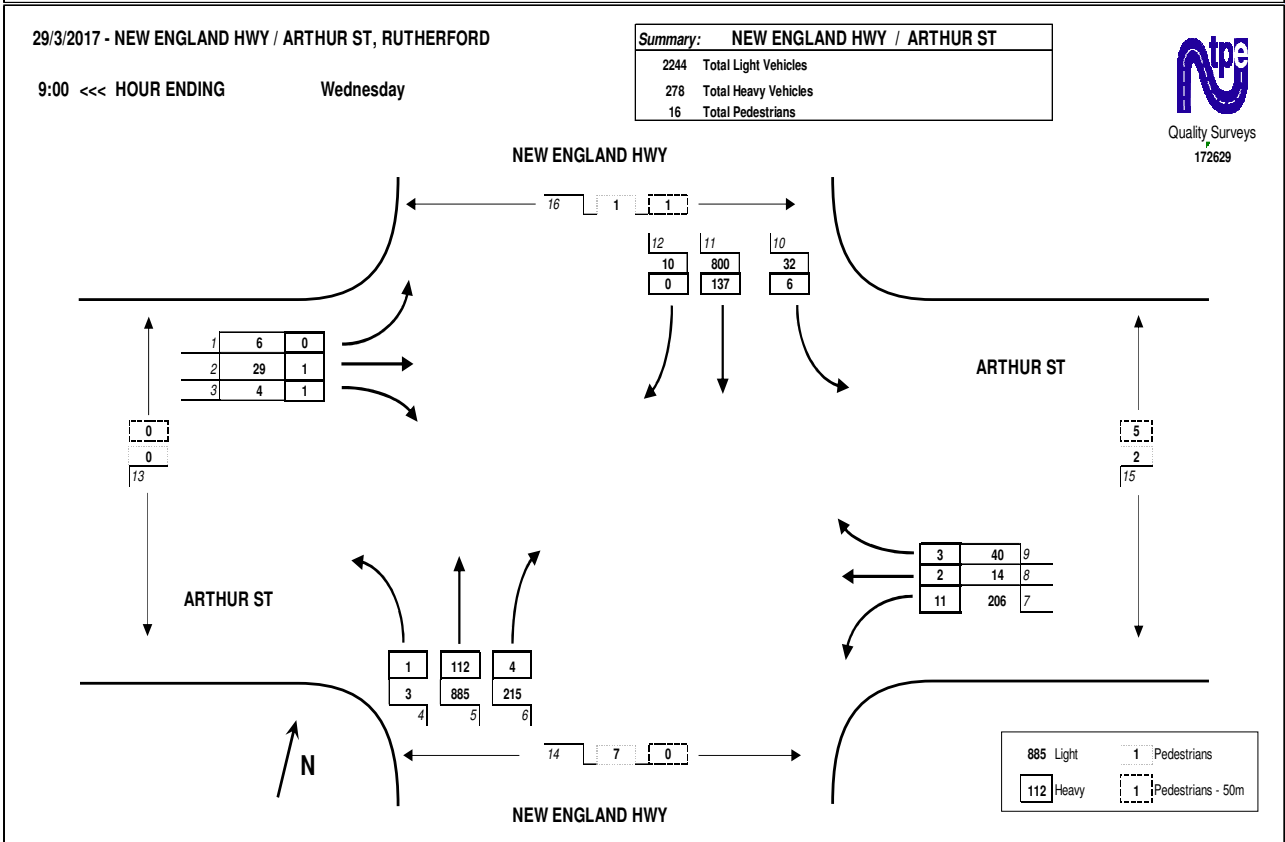 29/3/2017 - NEW ENGLAND HWY / ARTHUR ST, RUTHERFORD
Summary: NEW ENGLAND HWY / ARTHUR ST
2244 Total Light Vehicles
278 Total Heavy Vehicles
16 Total Pedestrians
tpe
Quality Surveys
172629
9:00 <<< HOUR ENDING Wednesday
NEW ENGLAND HWY
16 1 1
12 11 10
10 800 32
0 137 6
1 6 0
2 29 1
3 4 1
ARTHUR ST
0
0
13
5
2
15
3 40 9
2 14 8
11 206 7
ARTHUR ST
1 112 4
3 885 215
4 5 6
N
14 7 0
NEW ENGLAND HWY
885 Light 1 Pedestrians
112 Heavy 1 Pedestrians - 50m